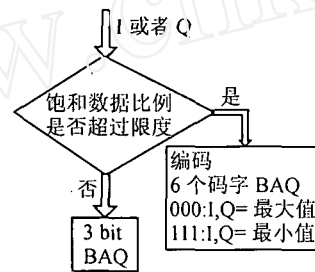 I 或者 Q
饱和数据比例
是否超过限度
是
否
编码
6 个码字 BAQ
000:I,Q= 最大值
111:I,Q= 最小值
3 bit
BAQ